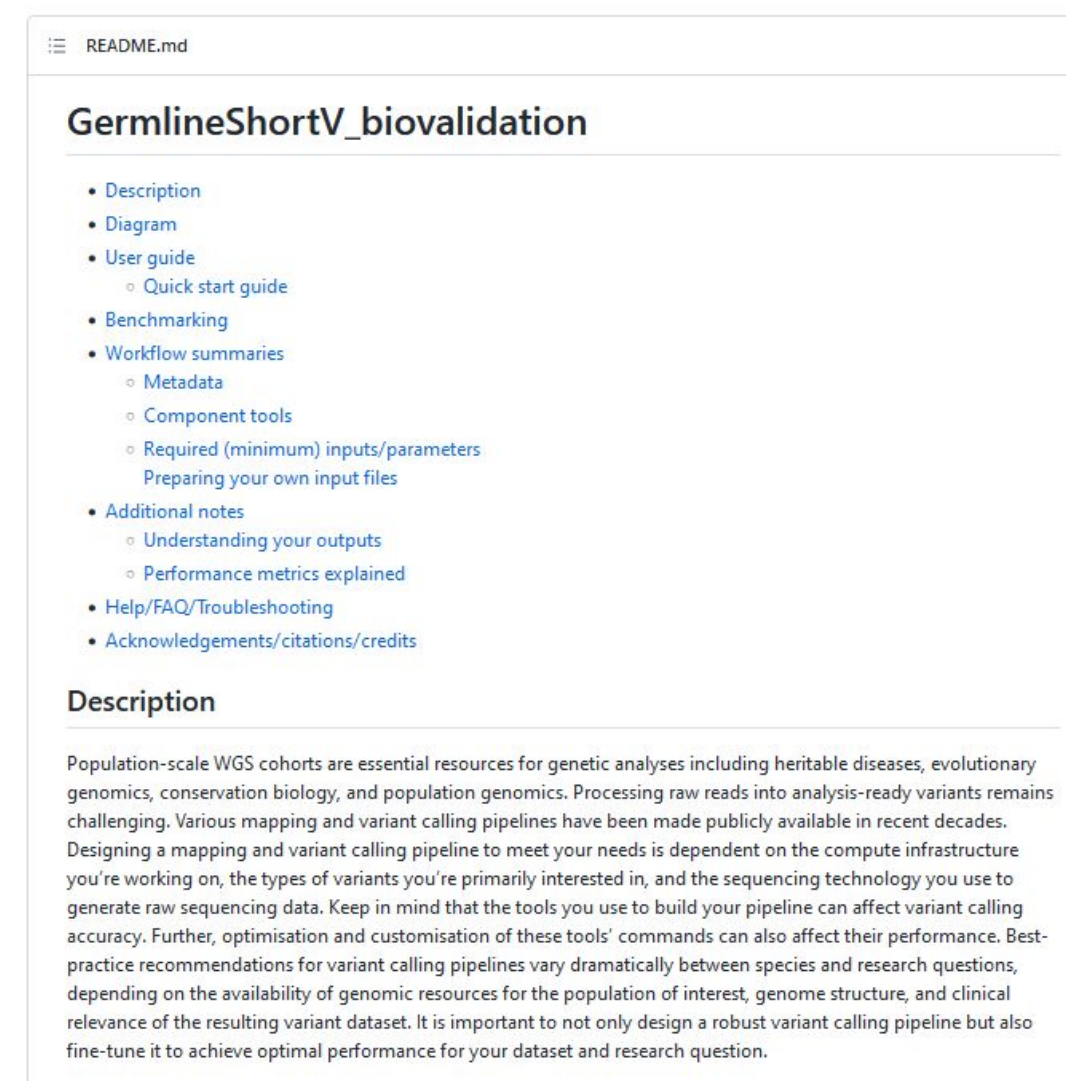 README.md
GermlineShortV_biovalidation
Description
Diagram
User guide
Quick start guide
Benchmarking
Workflow summaries
Metadata
Component tools
Required (minimum) inputs/parameters
Preparing your own input files
Additional notes
Understanding your outputs
Performance metrics explained
Help/FAQ/Troubleshooting
Acknowledgements/citations/credits
Description
Population-scale WGS cohorts are essential resources for genetic analyses including heritable diseases, evolutionary
genomics, conservation biology, and population genomics. Processing raw reads into analysis-ready variants remains
challenging. Various mapping and variant calling pipelines have been made publicly available in recent decades.
Designing a mapping and variant calling pipeline to meet your needs is dependent on the compute infrastructure
you're working on, the types of variants you're primarily interested in, and the sequencing technology you use to
generate raw sequencing data. Keep in mind that the tools you use to build your pipeline can affect variant calling
accuracy. Further, optimisation and customisation of these tools' commands can also affect their performance. Best-
practice recommendations for variant calling pipelines vary dramatically between species and research questions,
depending on the availability of genomic resources for the population of interest, genome structure, and clinical
relevance of the resulting variant dataset. It is important to not only design a robust variant calling pipeline but also
fine-tune it to achieve optimal performance for your dataset and research question.